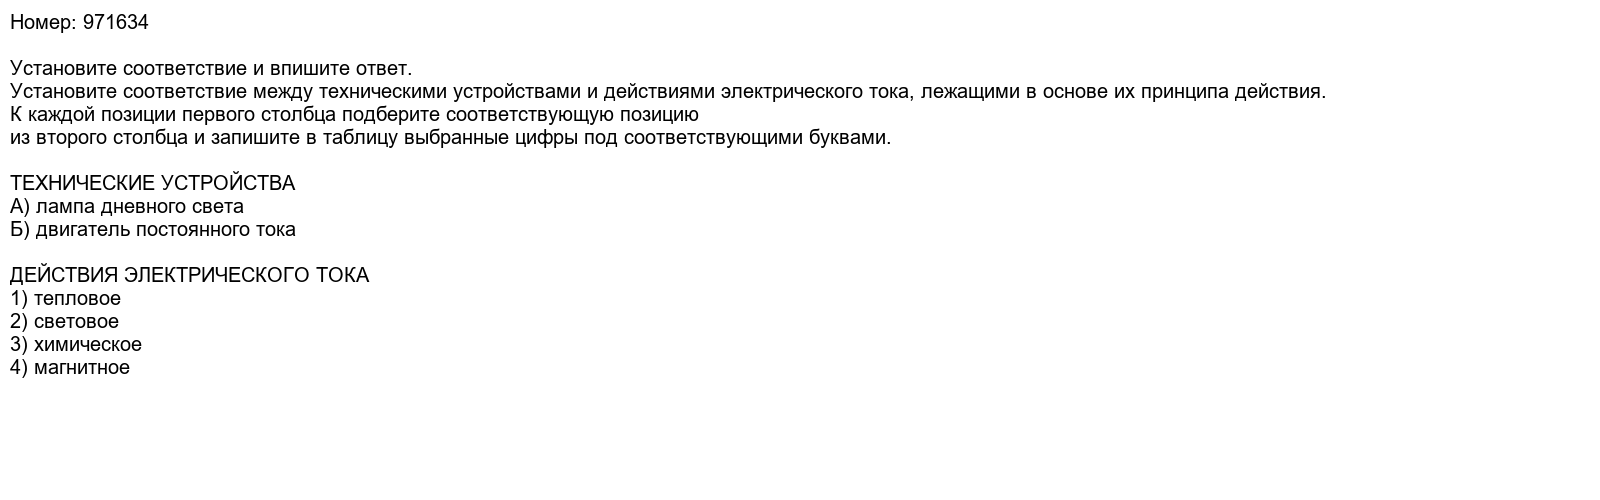 Номер: 971634
Установите соответствие и впишите ответ.
Установите соответствие между техническими устройствами и действиями электрического тока, лежащими в основе их принципа действия.
К каждой позиции первого столбца подберите соответствующую позицию
из второго столбца и запишите в таблицу выбранные цифры под соответствующими буквами.
ТЕХНИЧЕСКИЕ УСТРОЙСТВА
А) лампа дневного света
Б) двигатель постоянного тока
ДЕЙСТВИЯ ЭЛЕКТРИЧЕСКОГО ТОКА
1) тепловое
2) световое
3) химическое
4) магнитное